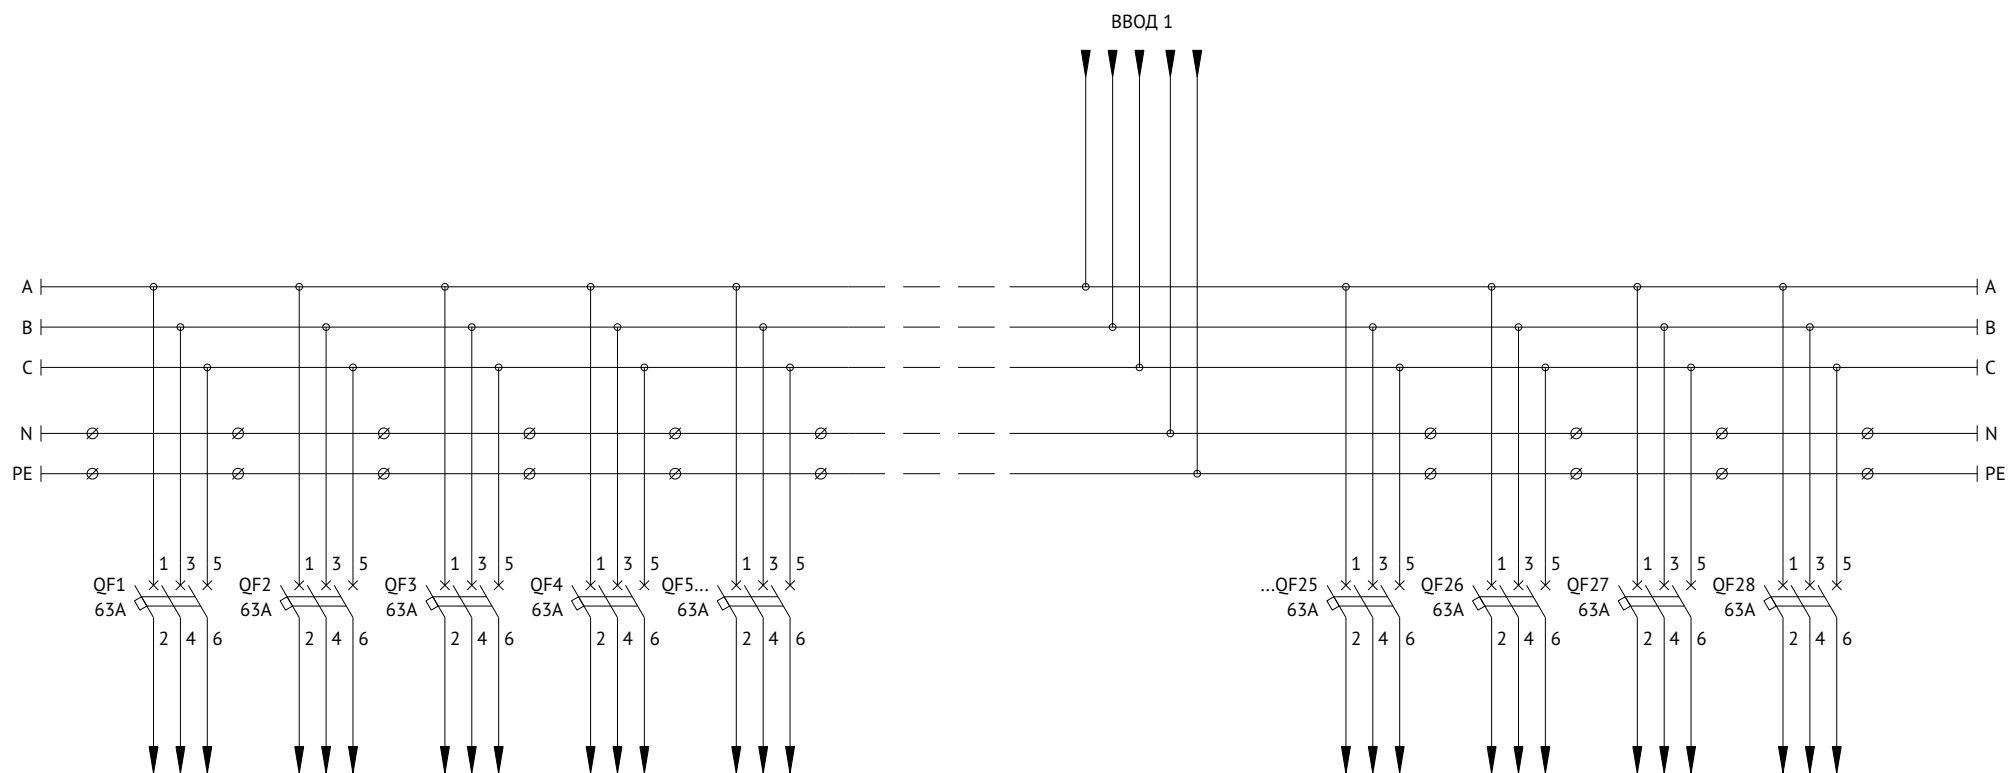 ВВОД 1
A A
B B
C C
N N
PE PE
1 3 5 1 3 5 1 3 5 1 3 5 1 3 5 1 3 5 1 3 5 1 3 5 1 3 5
QF1 QF2 QF3 QF4 QF5... ...QF25 QF26 QF27 QF28
63A 63A 63A 63A 63A 63A 63A 63A 63A
2 4 6 2 4 6 2 4 6 2 4 6 2 4 6 2 4 6 2 4 6 2 4 6 2 4 6